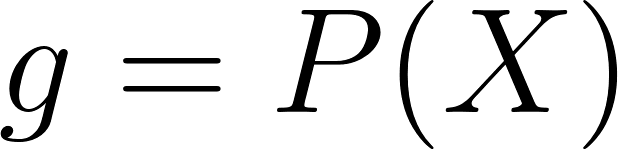 g = P(X)